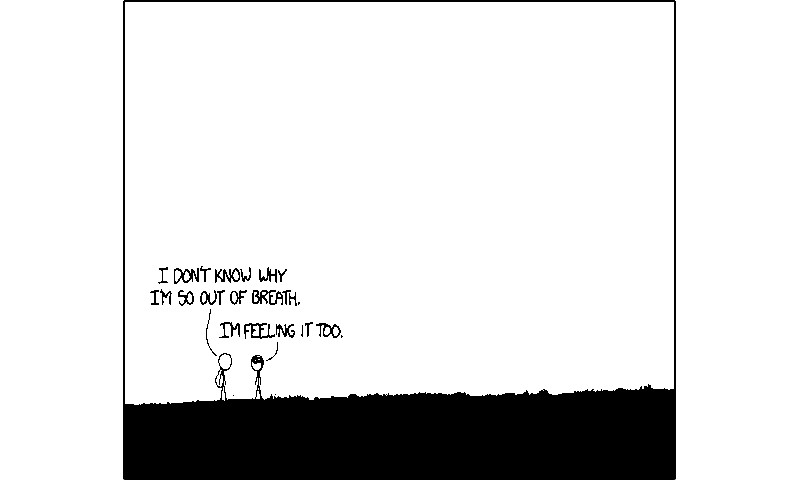 I DON'T KNOW WHY
I'M SO OUT OF BREATH.
I'M FEELING IT TOO.